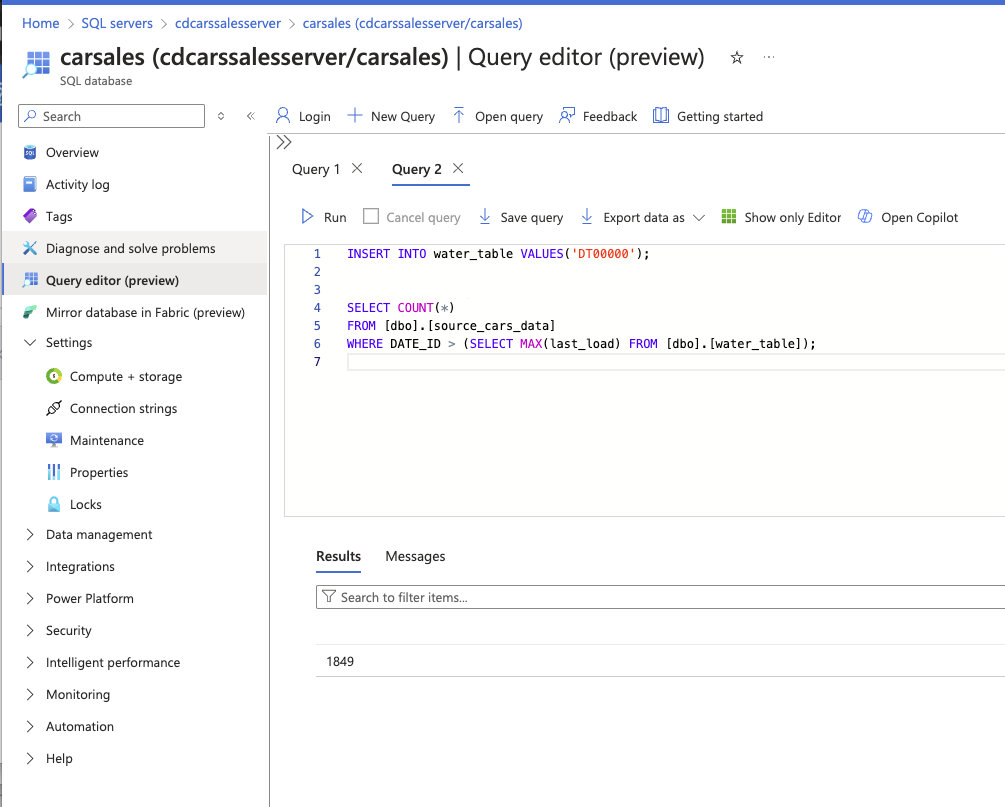 Home > SQL servers > cdcarssalesserver > carsales (cdcarssalesserver/carsales)
carsales (cdcarssalesserver/carsales) | Query editor (preview)
SQL database
Search
Login
New Query
Open query
Feedback
Getting started
Overview
Activity log
Tags
Diagnose and solve problems
Query editor (preview)
Mirror database in Fabric (preview)
Settings
Compute + storage
Connection strings
Maintenance
Properties
Locks
Data management
Integrations
Power Platform
Security
Intelligent performance
Monitoring
Automation
Help
Query 1
Query 2
Run
Cancel query
Save query
Export data as
Show only Editor
Open Copilot
1 INSERT INTO water_table VALUES('DT00000');
2
3
4 SELECT COUNT(*)
5 FROM [dbo].[source_cars_data]
6 WHERE DATE_ID > (SELECT MAX(last_load) FROM [dbo].[water_table]);
7
Results
Messages
Search to filter items...
1849